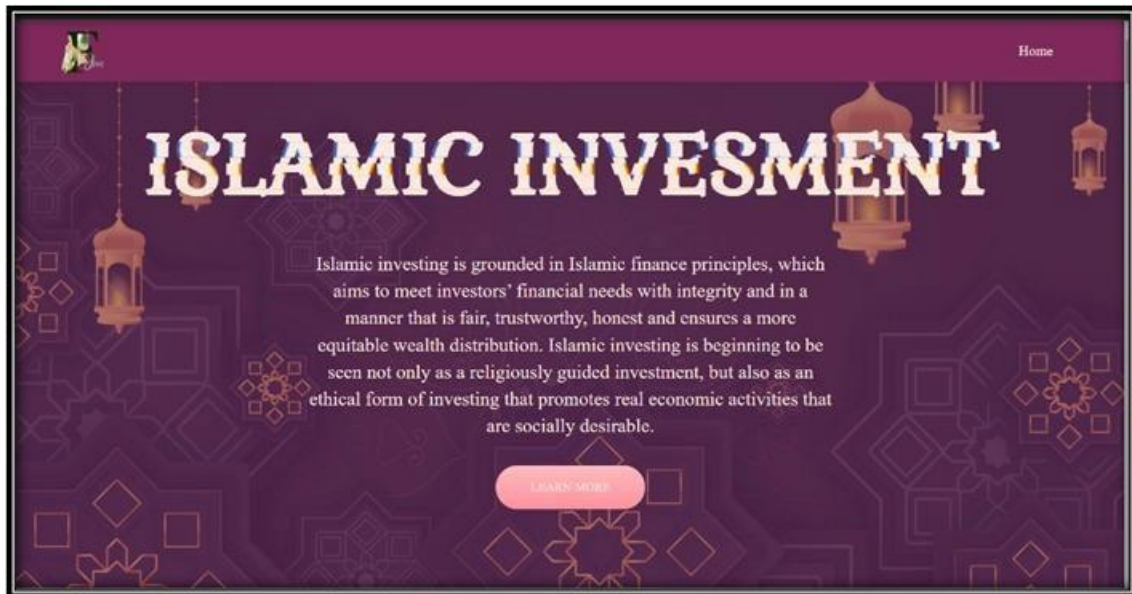 Home
ISLAMIC INVESMENT
Islamic investing is grounded in Islamic finance principles, which
aims to meet investors’ financial needs with integrity and in a
manner that is fair, trustworthy, honest and ensures a more
equitable wealth distribution. Islamic investing is beginning to be
seen not only as a religiously guided investment, but also as an
ethical form of investing that promotes real economic activities that
are socially desirable.
LEARN MORE